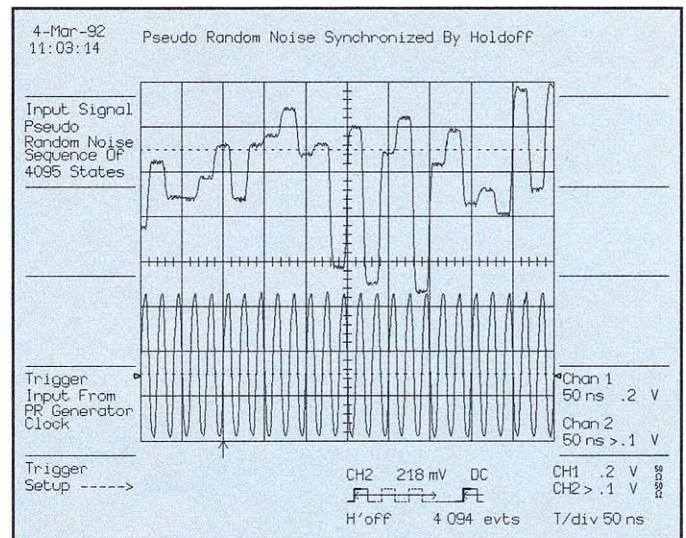 4-Mar-92
11:03:14
Pseudo Random Noise Synchronized By Holdoff
Input Signal
Pseudo
Random Noise
Sequence Of
4095 States
Trigger
Input From
PR Generator
Clock
Chan 1
50 ns .2 V
Chan 2
50 ns >.1 V
Trigger
Setup ----->
CH2 218 mV DC
H'off 4 094 evts
CH1 .2 V 50Ω
CH2 > .1 V 50Ω
T/div 50 ns